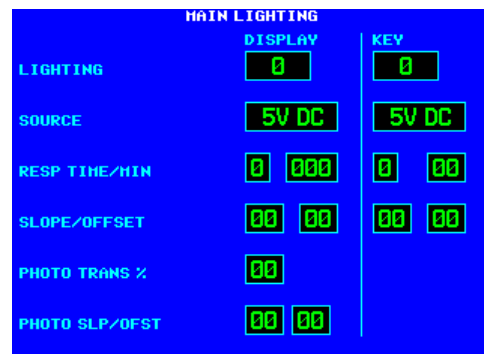 MAIN LIGHTING
DISPLAY KEY
LIGHTING 0 0
SOURCE 5V DC 5V DC
RESP TIME/MIN 0 000 0 00
SLOPE/OFFSET 00 00 00 00
PHOTO TRANS % 00
PHOTO SLP/OFST 00 00